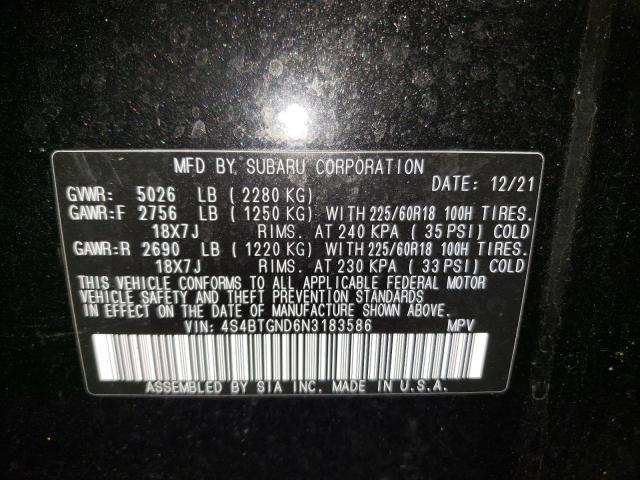 MFD BY SUBARU CORPORATION
DATE: 12/21
GVWR: 5026 LB ( 2280 KG)
GAWR:F 2756 LB ( 1250 KG) WITH 225/60R18 100H TIRES.
18X7J RIMS. AT 240 KPA ( 35 PSI) COLD
GAWR:R 2690 LB ( 1220 KG) WITH 225/60R18 100H TIRES.
18X7J RIMS. AT 230 KPA ( 33 PSI) COLD
THIS VEHICLE CONFORMS TO ALL APPLICABLE FEDERAL MOTOR
VEHICLE SAFETY AND THEFT PREVENTION STANDARDS
IN EFFECT ON THE DATE OF MANUFACTURE SHOWN ABOVE.
VIN: 4S4BTGND6N3183586 MPV
ASSEMBLED BY SIA INC. MADE IN U.S.A.